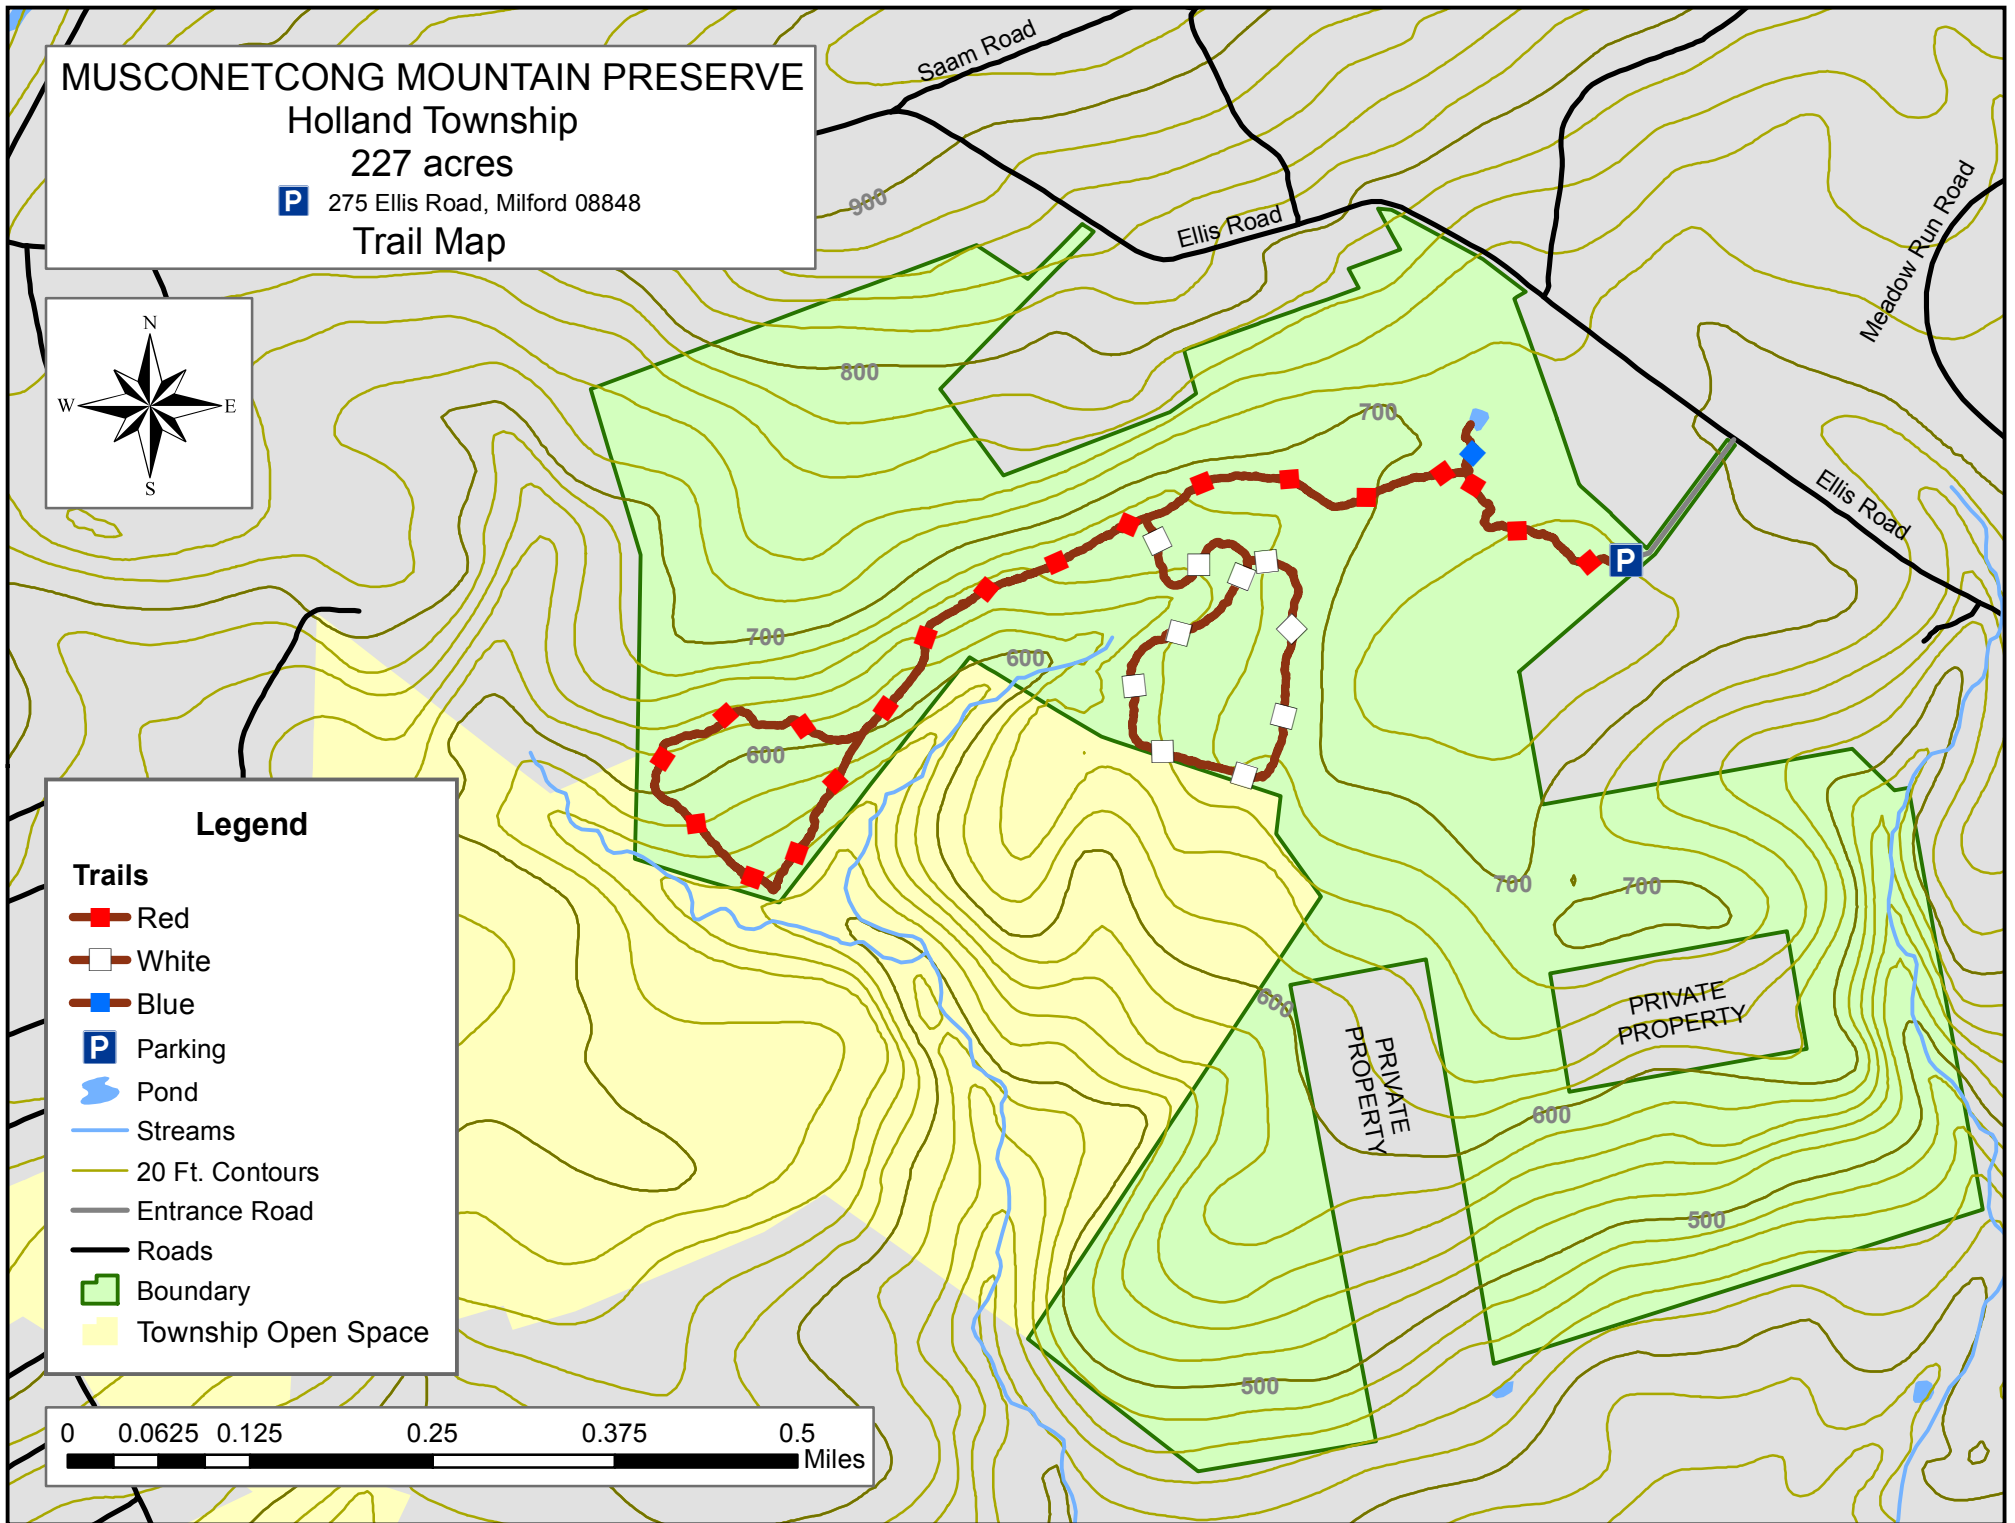 MUSCONETCONG MOUNTAIN PRESERVE
Holland Township
227 acres
P 275 Ellis Road, Milford 08848
Trail Map
Saam Road
Ellis Road
Meadow Run Road
Ellis Road
N
W E
S
900
800
700
P
700
600
600
700
700
600
PRIVATE
PROPERTY
PRIVATE
PROPERTY
600
500
500
Legend
Trails
Red
White
Blue
P Parking
Pond
Streams
20 Ft. Contours
Entrance Road
Roads
Boundary
Township Open Space
0 0.0625 0.125 0.25 0.375 0.5
Miles